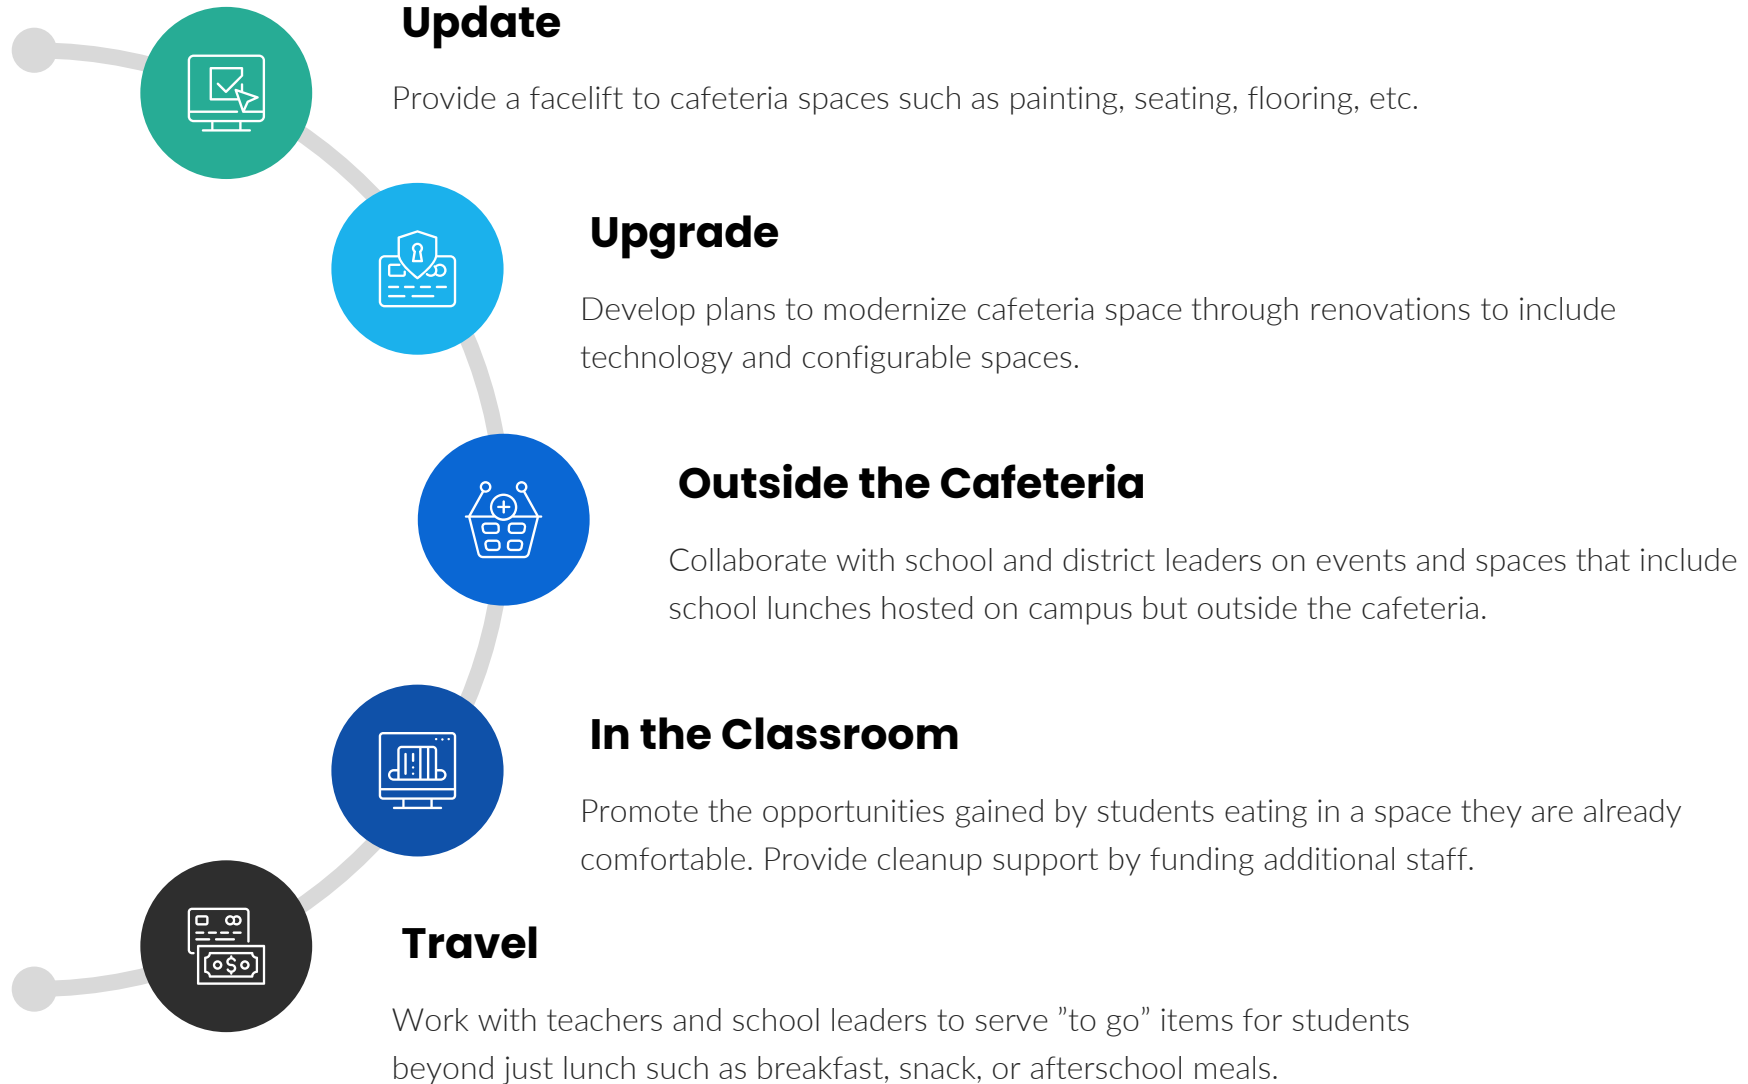 Update
Provide a facelift to cafeteria spaces such as painting, seating, flooring, etc.
Upgrade
Develop plans to modernize cafeteria space through renovations to include
technology and configurable spaces.
Outside the Cafeteria
Collaborate with school and district leaders on events and spaces that include
school lunches hosted on campus but outside the cafeteria.
In the Classroom
Promote the opportunities gained by students eating in a space they are already
comfortable. Provide cleanup support by funding additional staff.
Travel
Work with teachers and school leaders to serve ”to go” items for students
beyond just lunch such as breakfast, snack, or afterschool meals.